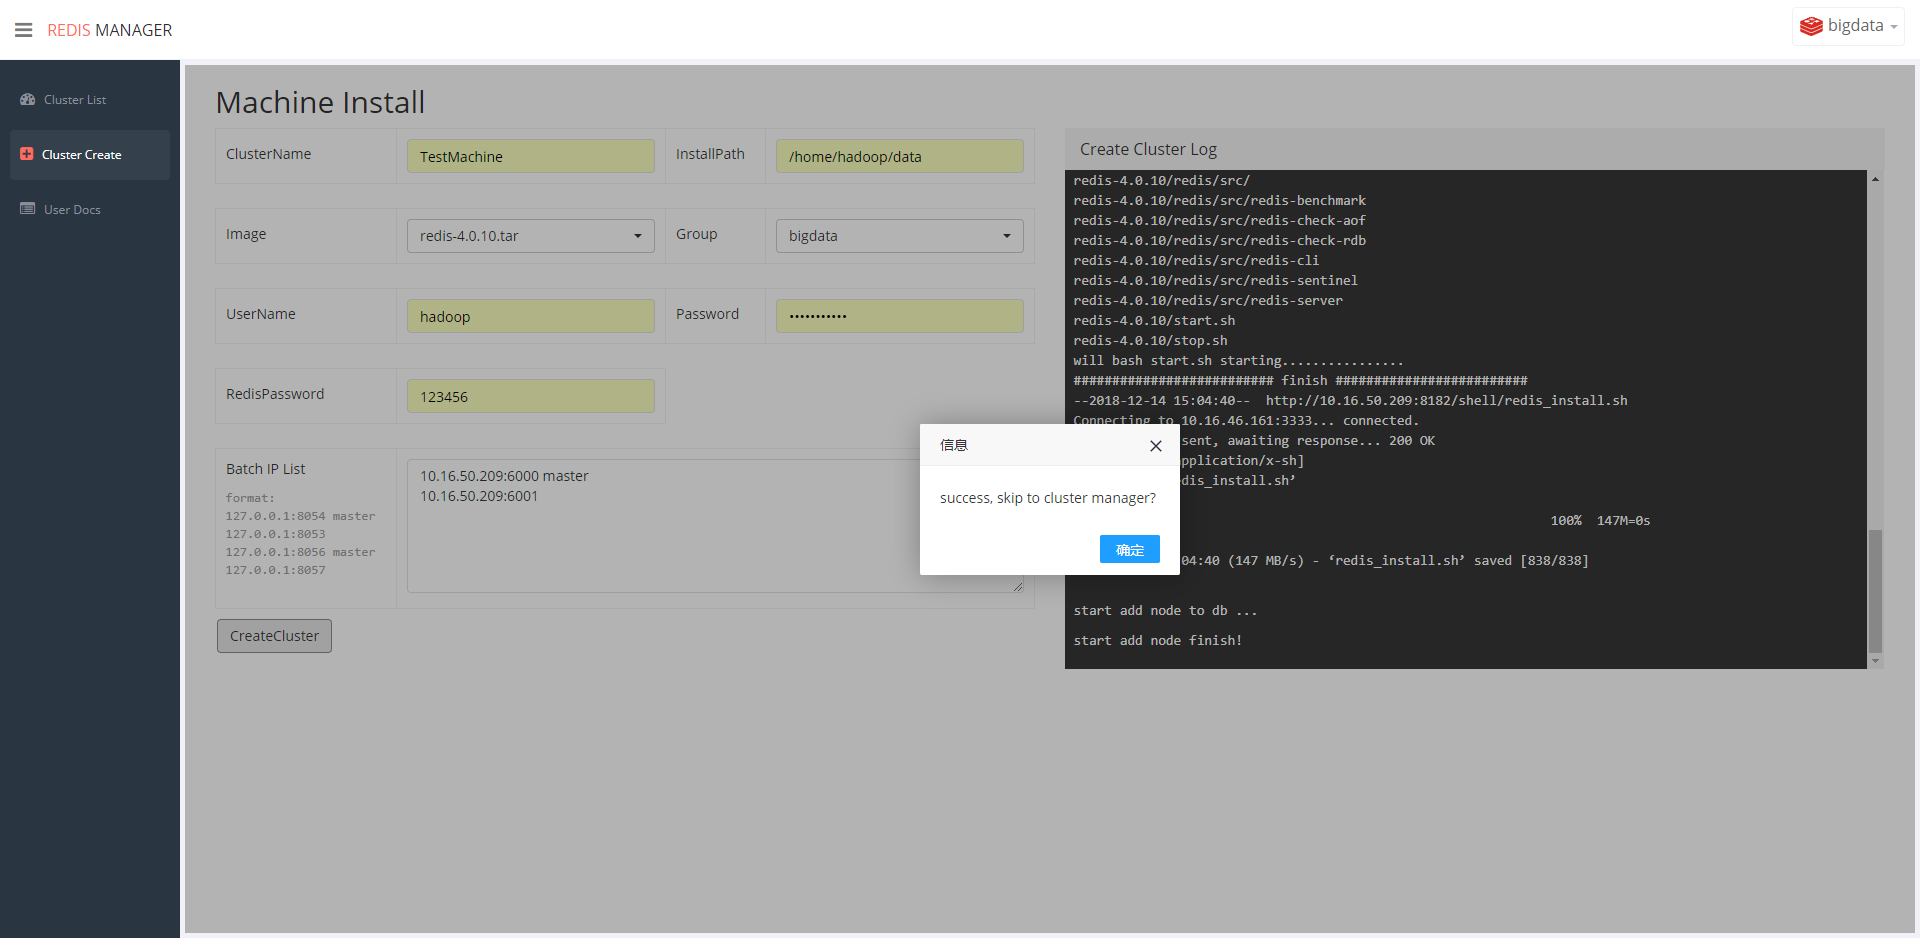 REDIS MANAGER
bigdata
Cluster List
Cluster Create
User Docs
Machine Install
ClusterName
TestMachine
InstallPath
/home/hadoop/data
Image
redis-4.0.10.tar
Group
bigdata
UserName
hadoop
Password
•••••••••••
RedisPassword
123456
Batch IP List
format:
127.0.0.1:8054 master
127.0.0.1:8053
127.0.0.1:8056 master
127.0.0.1:8057
10.16.50.209:6000 master
10.16.50.209:6001
CreateCluster
Create Cluster Log
redis-4.0.10/redis/src/
redis-4.0.10/redis/src/redis-benchmark
redis-4.0.10/redis/src/redis-check-aof
redis-4.0.10/redis/src/redis-check-rdb
redis-4.0.10/redis/src/redis-cli
redis-4.0.10/redis/src/redis-sentinel
redis-4.0.10/redis/src/redis-server
redis-4.0.10/start.sh
redis-4.0.10/stop.sh
will bash start.sh starting................
########################## finish #########################
--2018-12-14 15:04:40--  http://10.16.50.209:8182/shell/redis_install.sh
Connecting to 10.16.46.161:3333... connected.
sent, awaiting response... 200 OK
pplication/x-sh]
edis_install.sh’
100%  147M=0s
04:40 (147 MB/s) - ‘redis_install.sh’ saved [838/838]
start add node to db ...
start add node finish!
信息
success, skip to cluster manager?
确定